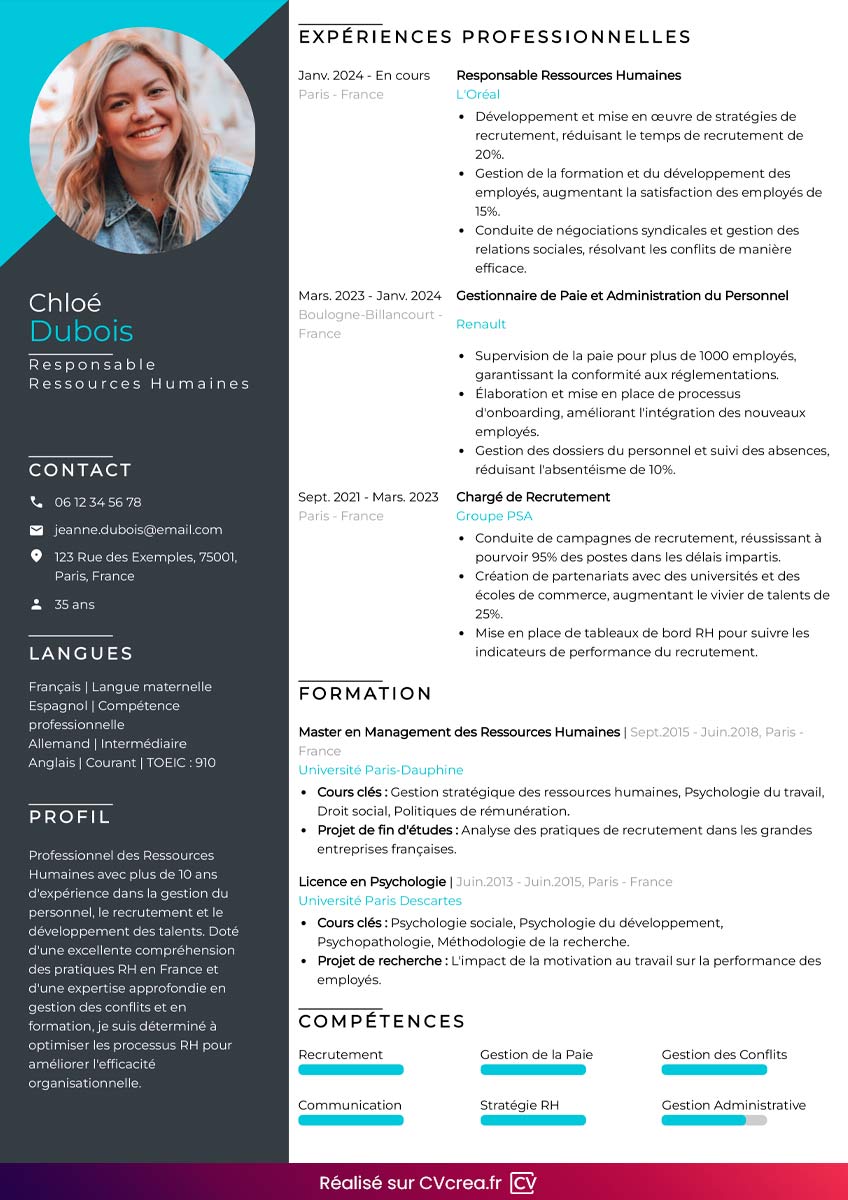 Chloé
Dubois
Responsable
Ressources Humaines
CONTACT
06 12 34 56 78
jeanne.dubois@email.com
123 Rue des Exemples, 75001,
Paris, France
35 ans
LANGUES
Français | Langue maternelle
Espagnol | Compétence
professionnelle
Allemand | Intermédiaire
Anglais | Courant | TOEIC : 910
PROFIL
Professionnel des Ressources
Humaines avec plus de 10 ans
d'expérience dans la gestion du
personnel, le recrutement et le
développement des talents. Doté
d'une excellente compréhension
des pratiques RH en France et
d'une expertise approfondie en
gestion des conflits et en
formation, je suis déterminé à
optimiser les processus RH pour
améliorer l'efficacité
organisationnelle.
EXPÉRIENCES PROFESSIONNELLES
Janv. 2024 - En cours
Paris - France
Responsable Ressources Humaines
L'Oréal
• Développement et mise en œuvre de stratégies de
recrutement, réduisant le temps de recrutement de
20%.
• Gestion de la formation et du développement des
employés, augmentant la satisfaction des employés de
15%.
• Conduite de négociations syndicales et gestion des
relations sociales, résolvant les conflits de manière
efficace.
Mars. 2023 - Janv. 2024
Boulogne-Billancourt -
France
Gestionnaire de Paie et Administration du Personnel
Renault
• Supervision de la paie pour plus de 1000 employés,
garantissant la conformité aux réglementations.
• Élaboration et mise en place de processus
d'onboarding, améliorant l'intégration des nouveaux
employés.
• Gestion des dossiers du personnel et suivi des absences,
réduisant l'absentéisme de 10%.
Sept. 2021 - Mars. 2023
Paris - France
Chargé de Recrutement
Groupe PSA
• Conduite de campagnes de recrutement, réussissant à
pourvoir 95% des postes dans les délais impartis.
• Création de partenariats avec des universités et des
écoles de commerce, augmentant le vivier de talents de
25%.
• Mise en place de tableaux de bord RH pour suivre les
indicateurs de performance du recrutement.
FORMATION
Master en Management des Ressources Humaines | Sept.2015 - Juin.2018, Paris -
France
Université Paris-Dauphine
• Cours clés : Gestion stratégique des ressources humaines, Psychologie du travail,
Droit social, Politiques de rémunération.
• Projet de fin d'études : Analyse des pratiques de recrutement dans les grandes
entreprises françaises.
Licence en Psychologie | Juin.2013 - Juin.2015, Paris - France
Université Paris Descartes
• Cours clés : Psychologie sociale, Psychologie du développement,
Psychopathologie, Méthodologie de la recherche.
• Projet de recherche : L'impact de la motivation au travail sur la performance des
employés.
COMPÉTENCES
Recrutement
Gestion de la Paie
Gestion des Conflits
Communication
Stratégie RH
Gestion Administrative
Réalisé sur CVcrea.fr CV